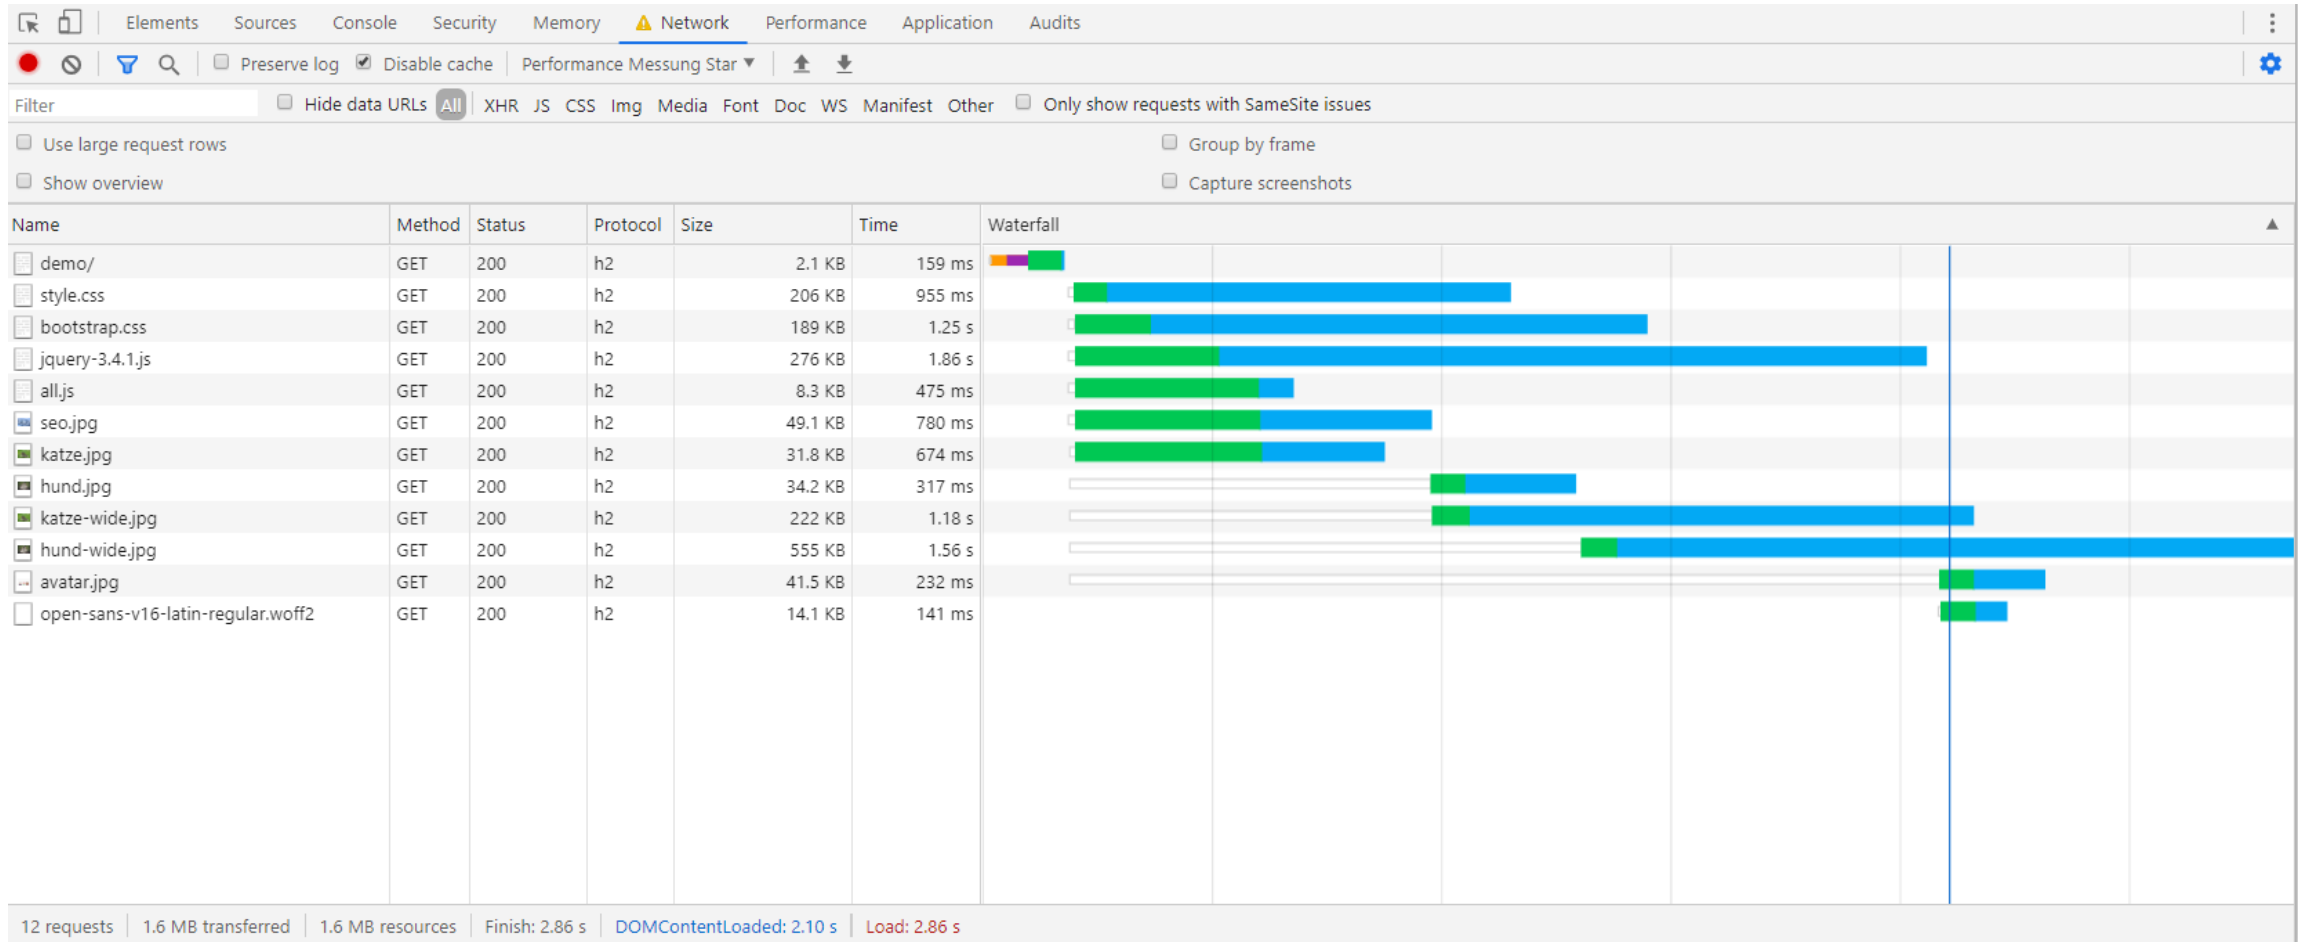 Elements Sources Console Security Memory Network Performance Application Audits
Preserve log Disable cache Performance Messung Star
Filter Hide data URLs All XHR JS CSS Img Media Font Doc WS Manifest Other Only show requests with SameSite issues
Use large request rows Group by frame
Show overview Capture screenshots
Name Method Status Protocol Size Time Waterfall
demo/ GET 200 h2 2.1 KB 159 ms
style.css GET 200 h2 206 KB 955 ms
bootstrap.css GET 200 h2 189 KB 1.25 s
jquery-3.4.1.js GET 200 h2 276 KB 1.86 s
all.js GET 200 h2 8.3 KB 475 ms
seo.jpg GET 200 h2 49.1 KB 780 ms
katze.jpg GET 200 h2 31.8 KB 674 ms
hund.jpg GET 200 h2 34.2 KB 317 ms
katze-wide.jpg GET 200 h2 222 KB 1.18 s
hund-wide.jpg GET 200 h2 555 KB 1.56 s
avatar.jpg GET 200 h2 41.5 KB 232 ms
open-sans-v16-latin-regular.woff2 GET 200 h2 14.1 KB 141 ms
12 requests 1.6 MB transferred 1.6 MB resources Finish: 2.86 s DOMContentLoaded: 2.10 s Load: 2.86 s